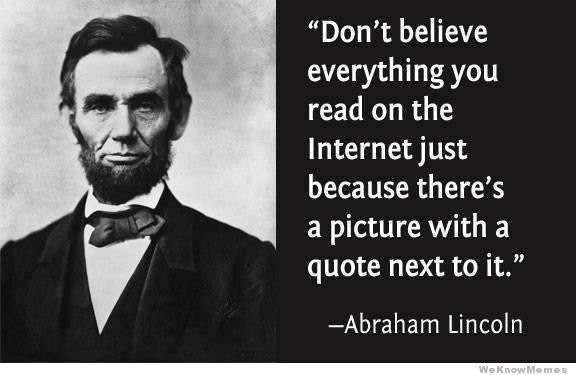 “Don’t believe
everything you
read on the
Internet just
because there’s
a picture with a
quote next to it.”
—Abraham Lincoln
WeKnowMemes